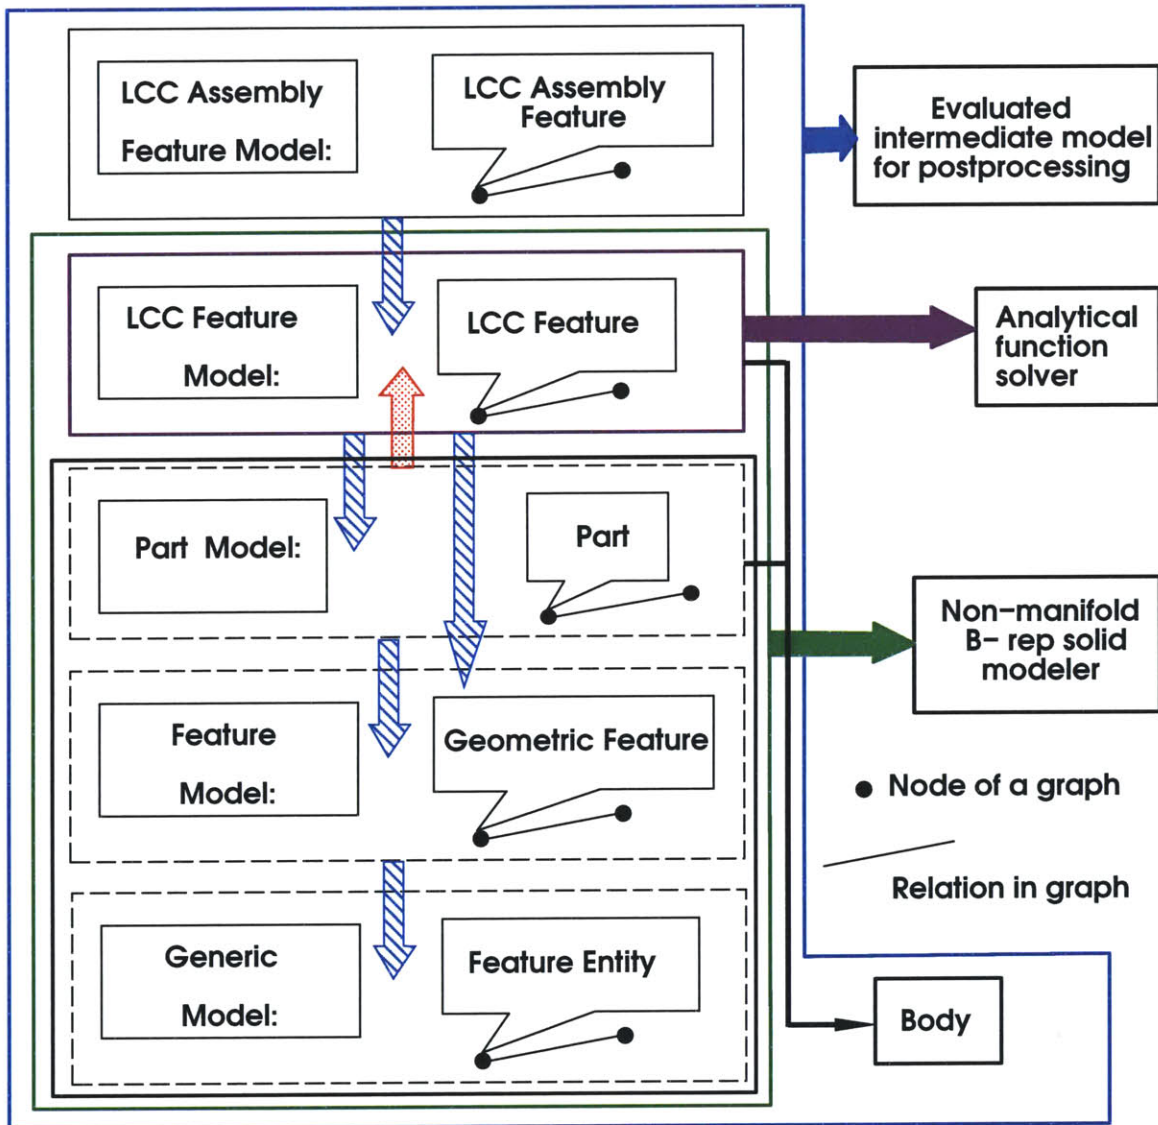 LCC Assembly
Feature Model:
LCC Assembly
Feature
Evaluated
intermediate model
for postprocessing
LCC Feature
Model:
LCC Feature
Analytical
function
solver
Part Model:
Part
Non−manifold
B− rep solid
modeler
Feature
Model:
Geometric Feature
Node of a graph
Relation in graph
Generic
Model:
Feature Entity
Body